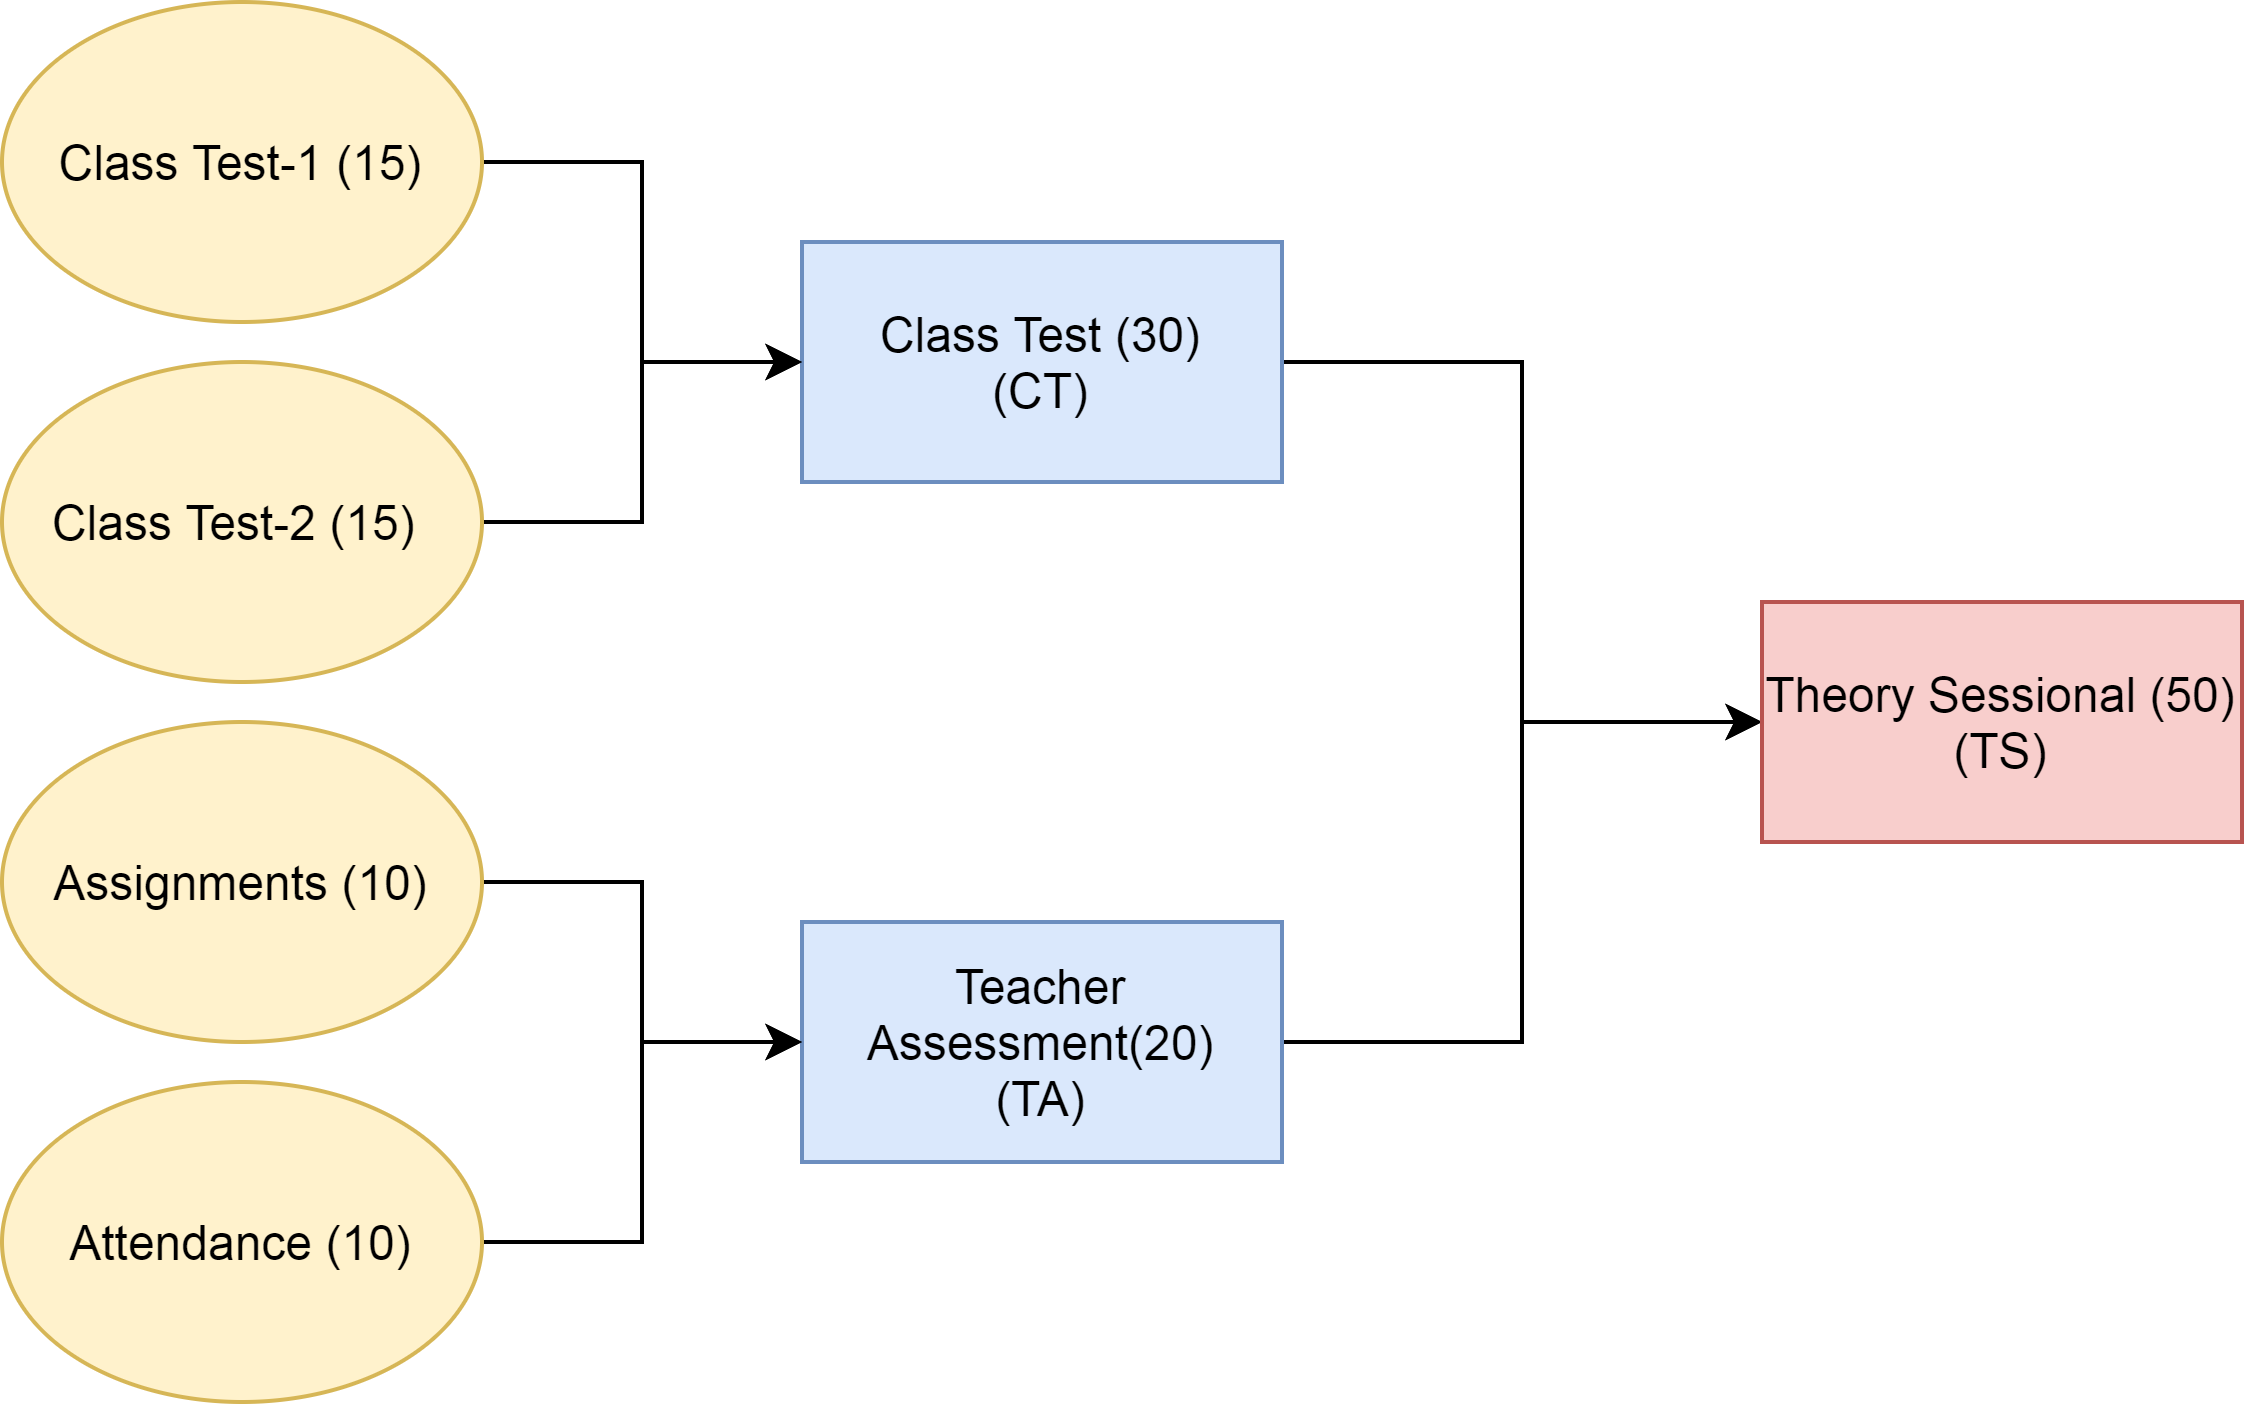 Class Test-1 (15)
Class Test-2 (15)
Assignments (10)
Attendance (10)
Class Test (30)
(CT)
Teacher
Assessment(20)
(TA)
Theory Sessional (50)
(TS)